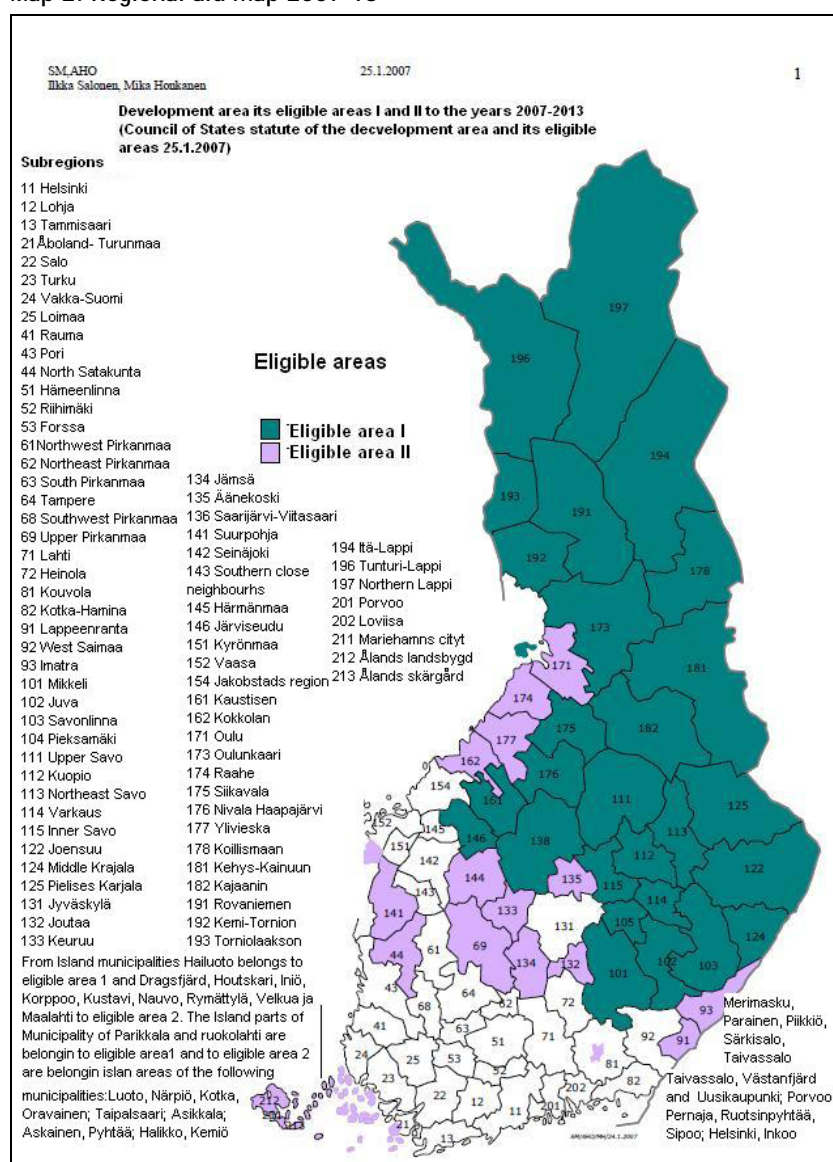 Map 2: Regional aid map 2007-13
SM,AHO
25.1.2007
1
Ilkka Salonen, Mika Honkanen
Development area its eligible areas I and II to the years 2007-2013
(Council of States statute of the decvelopment area and its eligible
areas 25.1.2007)
Subregions
11 Helsinki
12 Lohja
13 Tammisaari
21Åboland- Turunmaa
22 Salo
23 Turku
24 Vakka-Suomi
25 Loimaa
41 Rauma
43 Pori
44 North Satakunta
51 Hämeenlinna
52 Riihimäki
53 Forssa
61Northwest Pirkanmaa
62 Northeast Pirkanmaa
63 South Pirkanmaa
64 Tampere
68 Southwest Pirkanmaa
69 Upper Pirkanmaa
71 Lahti
72 Heinola
81 Kouvola
82 Kotka-Hamina
91 Lappeenranta
92 West Saimaa
93 Imatra
101 Mikkeli
102 Juva
103 Savonlinna
104 Pieksamäki
111 Upper Savo
112 Kuopio
113 Northeast Savo
114 Varkaus
115 Inner Savo
122 Joensuu
124 Middle Krajala
125 Pielises Karjala
131 Jyväskylä
132 Joutaa
133 Keuruu
134 Jämsä
135 Äänekoski
136 Saarijärvi-Viitasaari
141 Suurpohja
142 Seinäjoki
143 Southern close
neighbourhs
145 Härmänmaa
146 Järviseudu
151 Kyrönmaa
152 Vaasa
154 Jakobstads region
161 Kaustisen
162 Kokkolan
171 Oulu
173 Oulunkaari
174 Raahe
175 Siikavala
176 Nivala Haapajärvi
177 Ylivieska
178 Koillismaan
181 Kehys-Kainuun
182 Kajaanin
191 Rovaniemen
192 Kemi-Tornion
193 Torniolaakson
194 Itä-Lappi
196 Tunturi-Lappi
197 Northern Lappi
201 Porvoo
202 Loviisa
211 Mariehamns cityt
212 Ålands landsbygd
213 Ålands skärgård
Eligible areas
Eligible area I
Eligible area II
197
196
194
193
191
192
178
173
171
181
174
175
182
177
162
176
154
161
111
125
152
145
113
151
146
138
112
122
142
144
135
115
114
143
141
133
105
124
131
44
61
69
134
132
101
102
103
43
93
68
64
62
72
92
91
41
63
51
71
81
24
25
53
52
82
23
202
22
12
11
201
212
213
21
13
From Island municipalities Hailuoto belongs to
eligible area 1 and Dragsfjärd, Houtskari, Iniö,
Korppoo, Kustavi, Nauvo, Rymättylä, Velkua ja
Maalahti to eligible area 2. The Island parts of
Municipality of Parikkala and ruokolahti are
belongin to eligible area1 and to eligible area 2
are belongin islan areas of the following
municipalities:Luoto, Närpiö, Kotka,
Oravainen; Taipalsaari; Asikkala;
Askainen, Pyhtää; Halikko, Kemiö
Merimasku,
Parainen, Piikkiö,
Särkisalo,
Taivassalo
Taivassalo, Västanfjärd
and Uusikaupunki; Porvoo
Pernaja, Ruotsinpyhtää,
Sipoo; Helsinki, Inkoo
SM/AHO/MH/24.1.2007